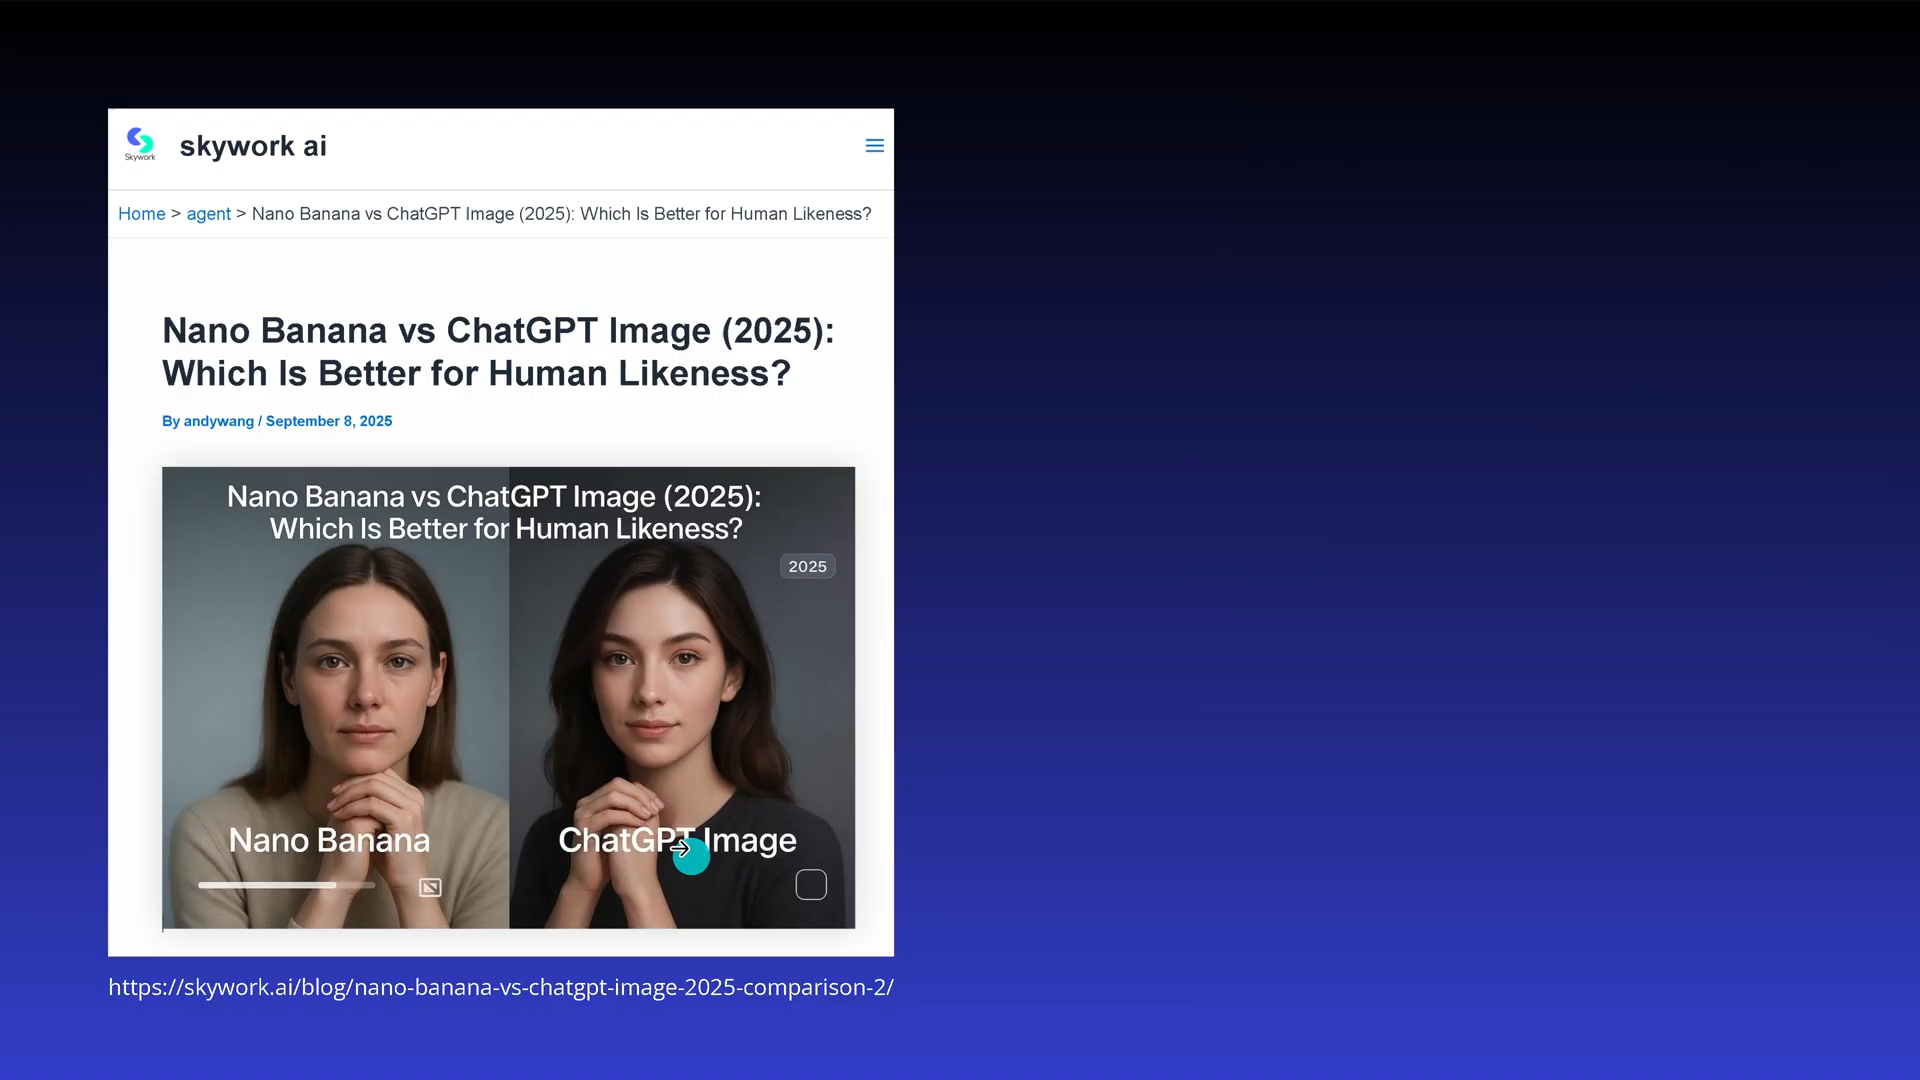 Skywork
skywork ai
Home > agent > Nano Banana vs ChatGPT Image (2025): Which Is Better for Human Likeness?
Nano Banana vs ChatGPT Image (2025):
Which Is Better for Human Likeness?
By andywang / September 8, 2025
Nano Banana vs ChatGPT Image (2025):
Which Is Better for Human Likeness?
2025
Nano Banana
ChatGPT Image
https://skywork.ai/blog/nano-banana-vs-chatgpt-image-2025-comparison-2/